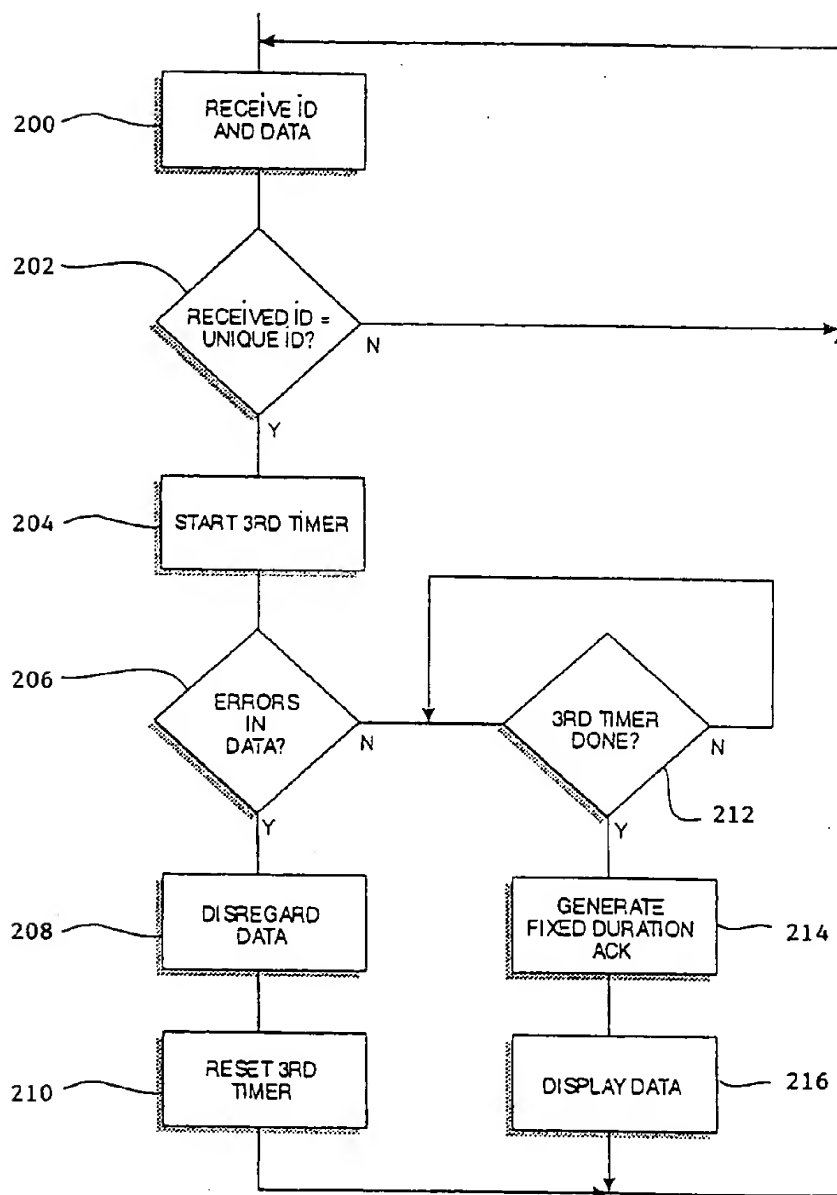 200
RECEIVE ID
AND DATA
202
RECEIVED ID =
UNIQUE ID?
N
Y
204
START 3RD TIMER
206
ERRORS
IN
DATA?
N
Y
3RD TIMER
DONE?
N
212
Y
208
DISREGARD
DATA
GENERATE
FIXED DURATION
ACK
214
210
RESET 3RD
TIMER
DISPLAY DATA
216